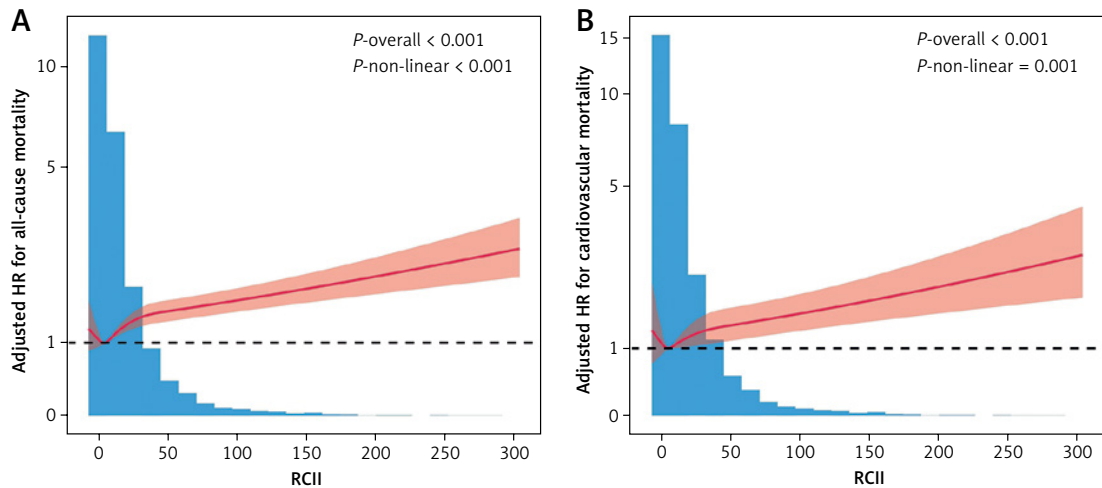 A
P-overall < 0.001
P-non-linear < 0.001
Adjusted HR for all-cause mortality
10
5
1
0
0 50 100 150 200 250 300
RCII
B
P-overall < 0.001
P-non-linear = 0.001
Adjusted HR for cardiovascular mortality
15
10
5
1
0
0 50 100 150 200 250 300
RCII